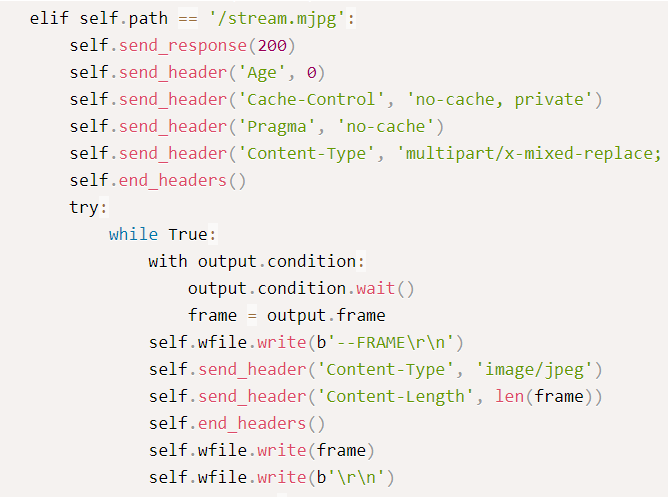 elif self.path == '/stream.mjpg':
self.send_response(200)
self.send_header('Age', 0)
self.send_header('Cache-Control', 'no-cache, private')
self.send_header('Pragma', 'no-cache')
self.send_header('Content-Type', 'multipart/x-mixed-replace;
self.end_headers()
try:
while True:
with output.condition:
output.condition.wait()
frame = output.frame
self.wfile.write(b'--FRAME\r\n')
self.send_header('Content-Type', 'image/jpeg')
self.send_header('Content-Length', len(frame))
self.end_headers()
self.wfile.write(frame)
self.wfile.write(b'\r\n')